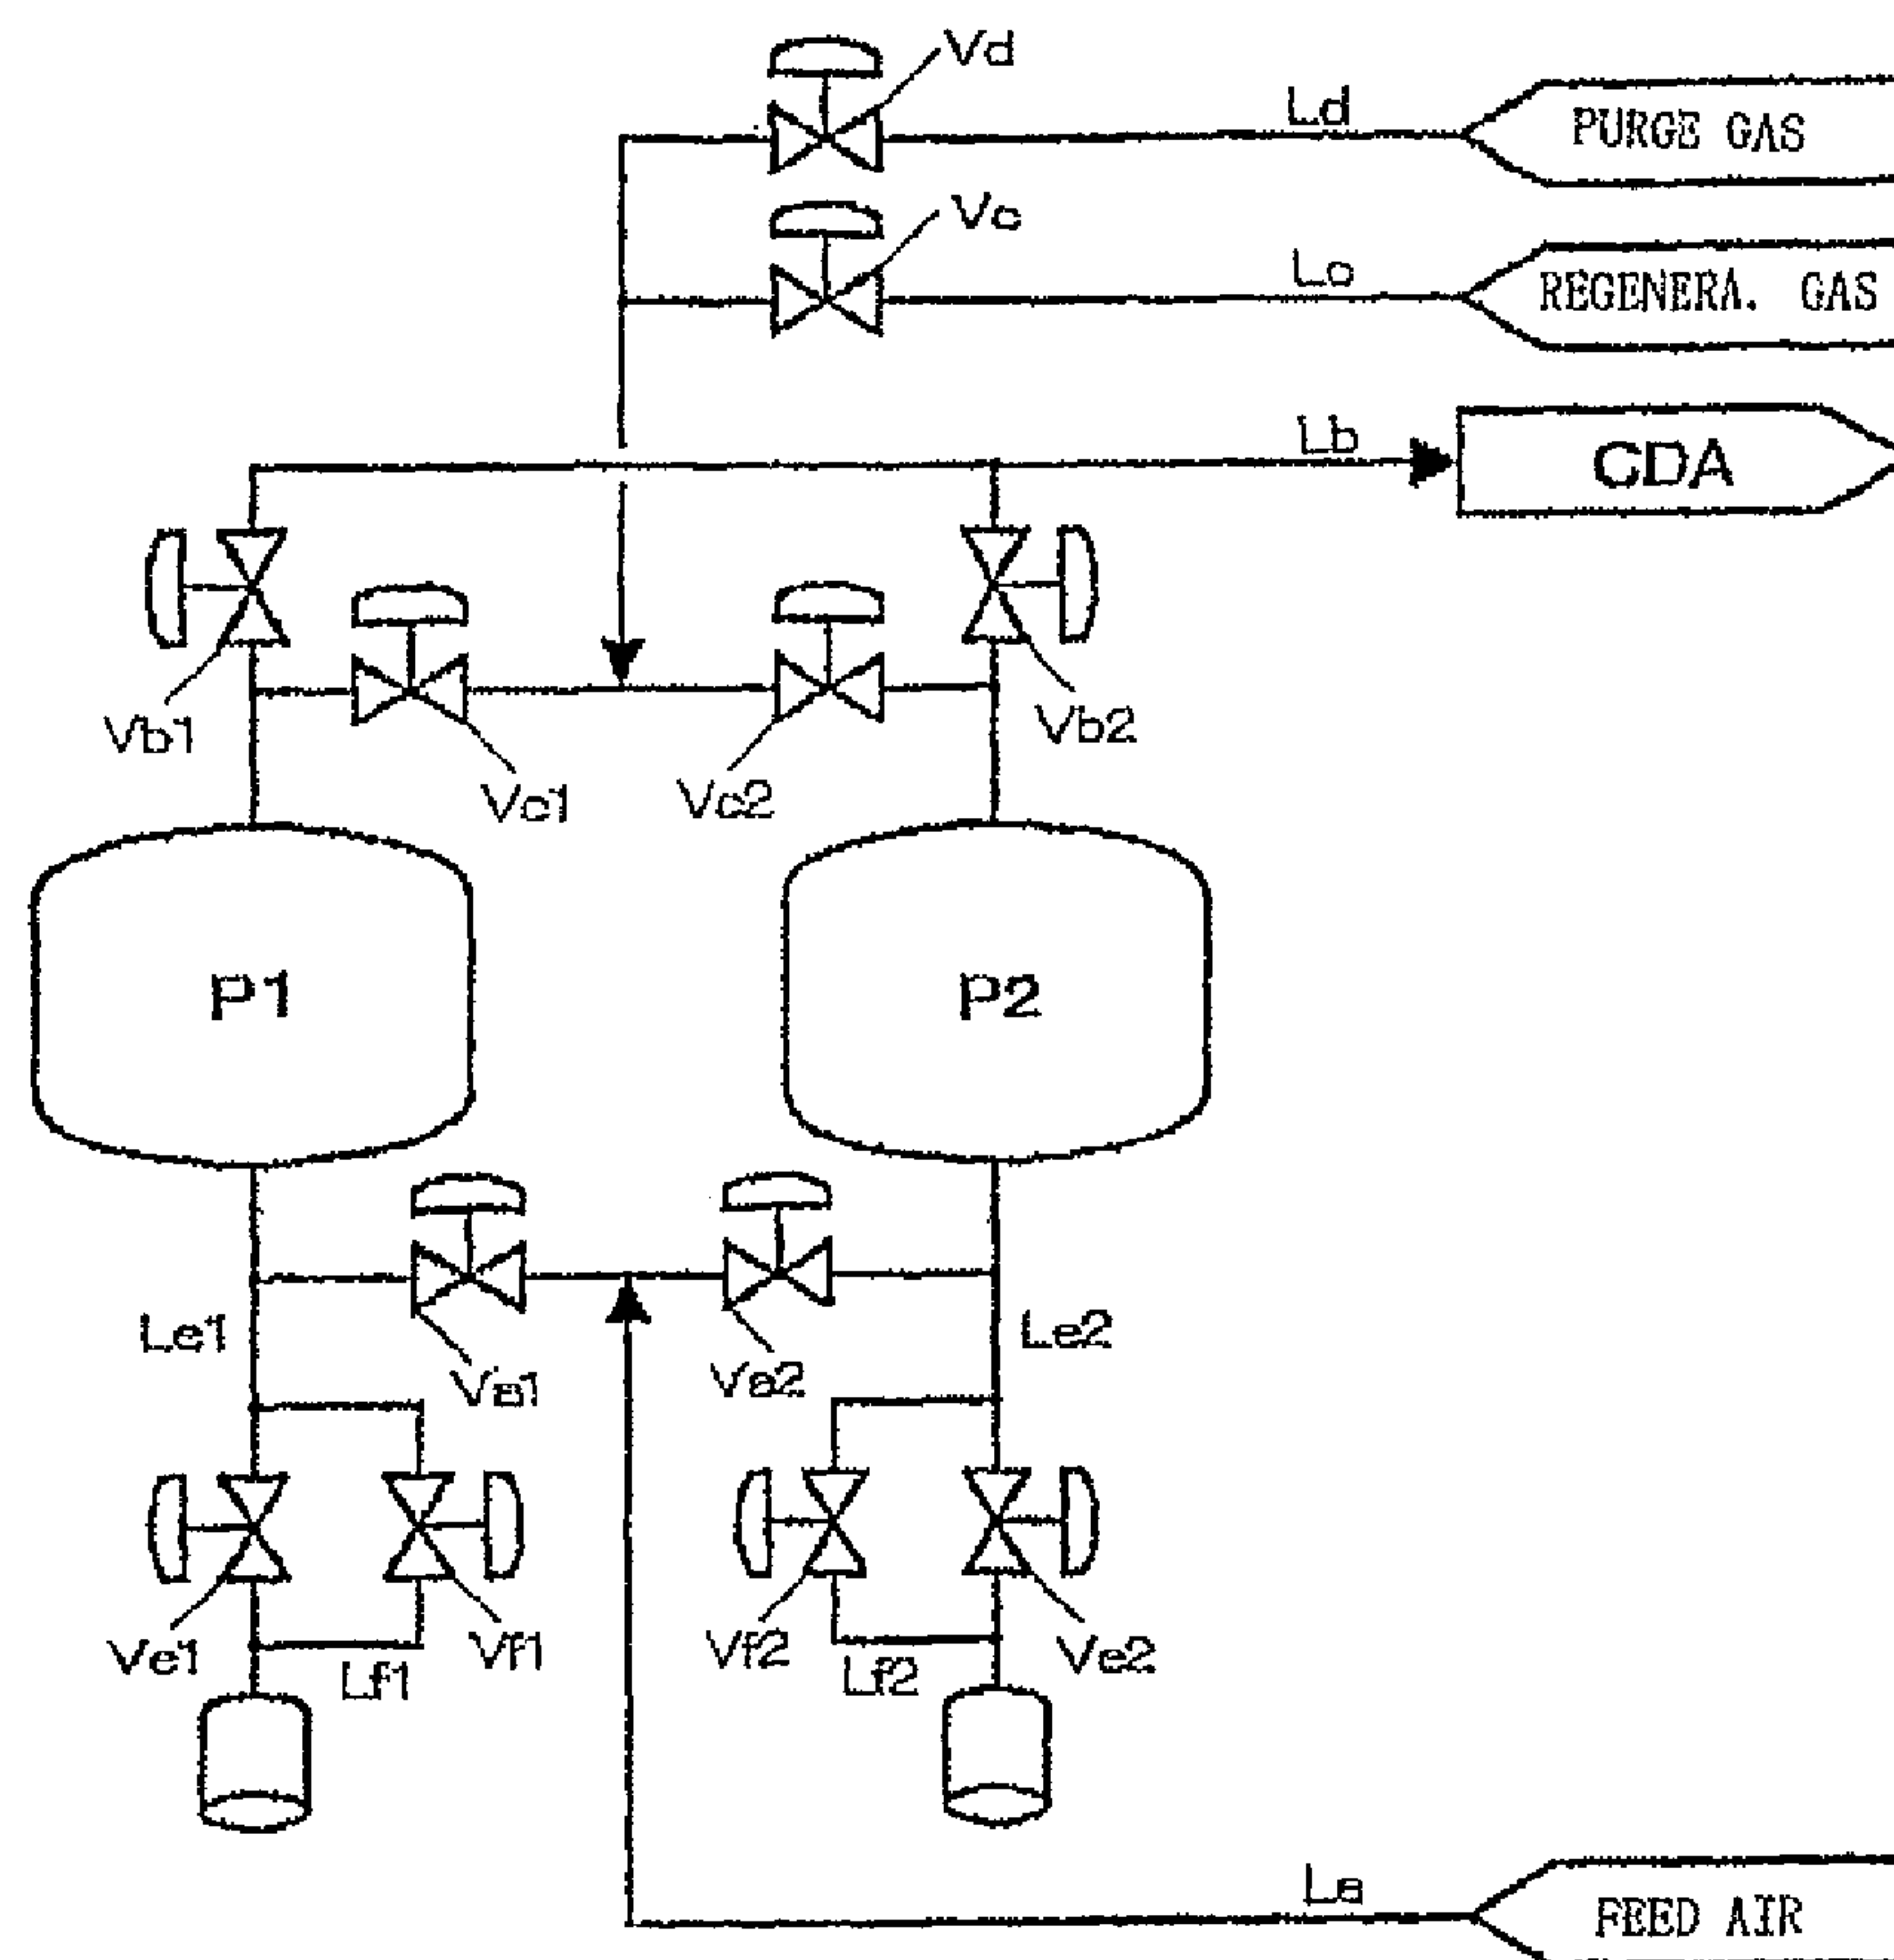 Vd
Ld
PURGE GAS
Vc
Lc
REGENERA. GAS
Lb
CDA
Vb1
Vc1
Vc2
Vb2
P1
P2
Le1
Va1
Va2
Le2
Ve1
Vf1
Lf1
Vf2
Lf2
Ve2
La
FEED AIR